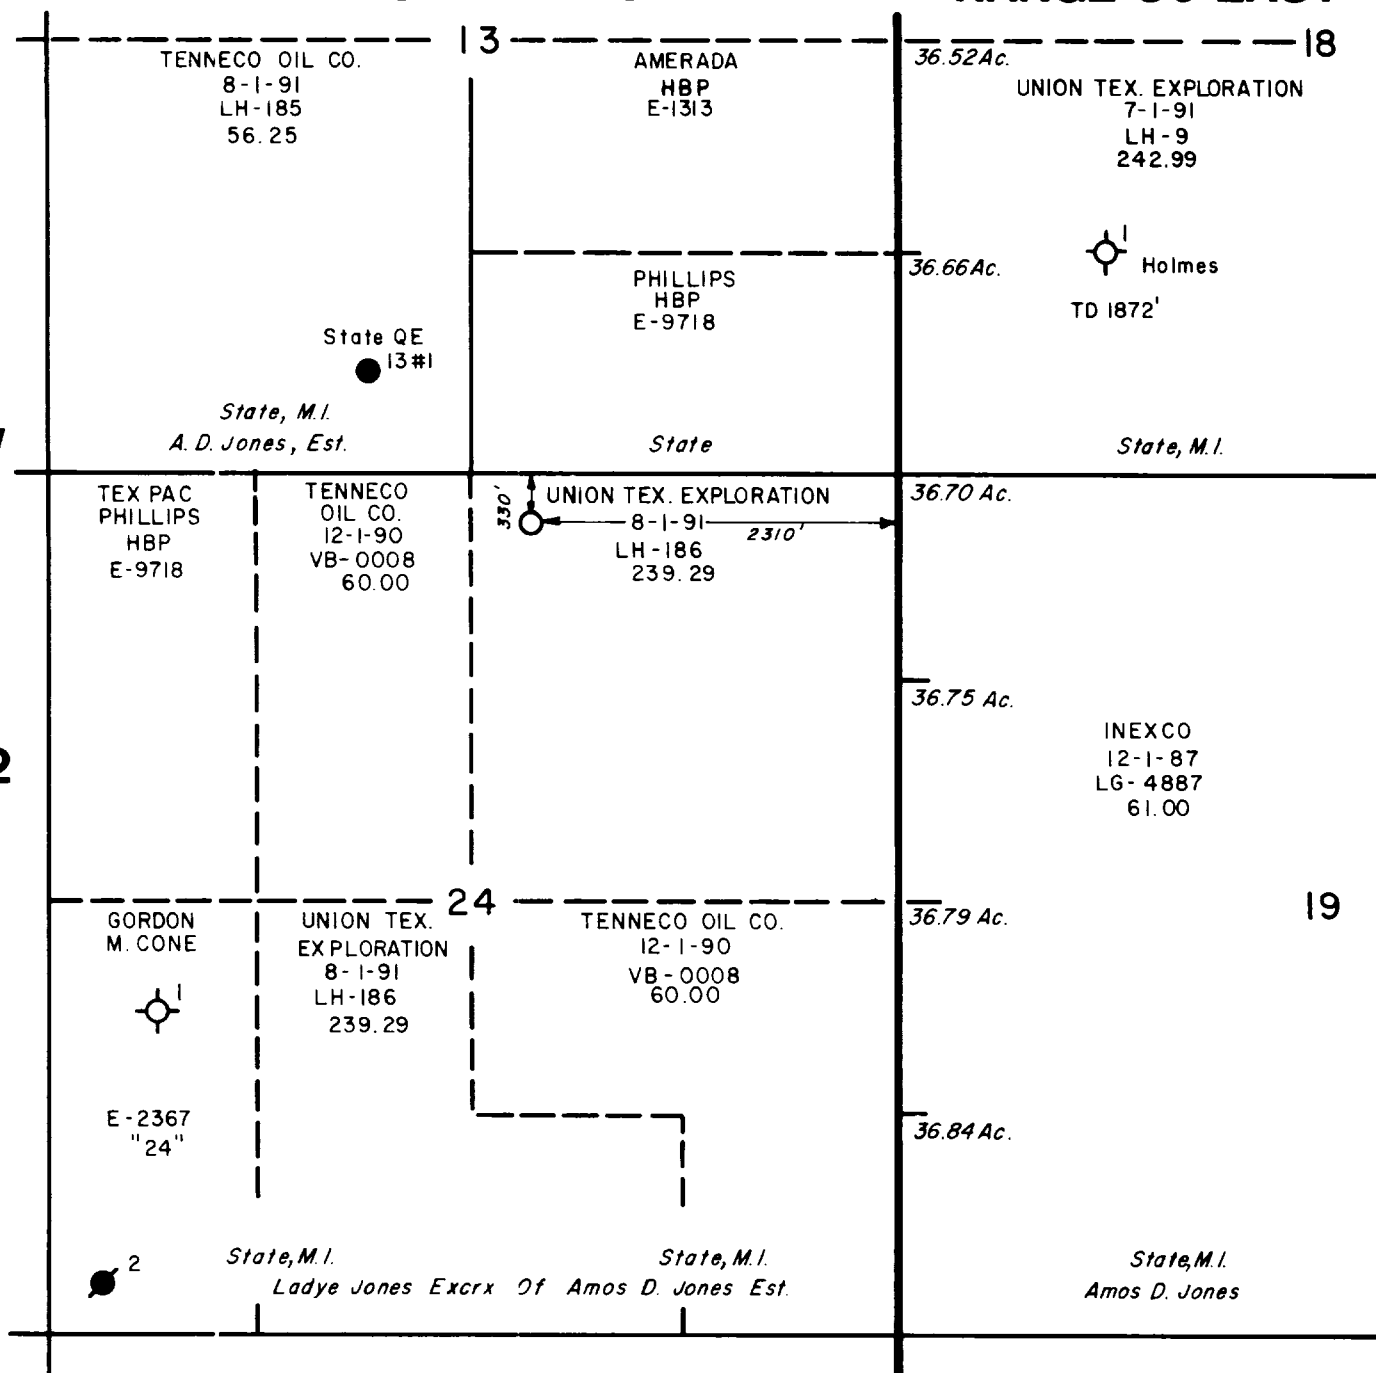 13
18
TENNECO OIL CO.
8-1-91
LH-185
56.25
AMERADA
HBP
E-1313
36.52 Ac.
UNION TEX. EXPLORATION
7-1-91
LH-9
242.99
1
Holmes
TD 1872'
36.66 Ac.
PHILLIPS
HBP
E-9718
State QE
13#1
State, M.I.
A. D. Jones, Est.
State
State, M.I.
TEX PAC
PHILLIPS
HBP
E-9718
TENNECO
OIL CO.
12-1-90
VB-0008
60.00
330'
UNION TEX. EXPLORATION
8-1-91
2310'
LH-186
239.29
36.70 Ac.
36.75 Ac.
INEXCO
12-1-87
LG-4887
61.00
2
24
19
GORDON
M. CONE
1
E-2367
"24"
UNION TEX.
EXPLORATION
8-1-91
LH-186
239.29
TENNECO OIL CO.
12-1-90
VB-0008
60.00
36.79 Ac.
36.84 Ac.
2
State, M.I.
State, M.I.
Ladye Jones Excrx Of Amos D. Jones Est.
State, M.I.
Amos D. Jones